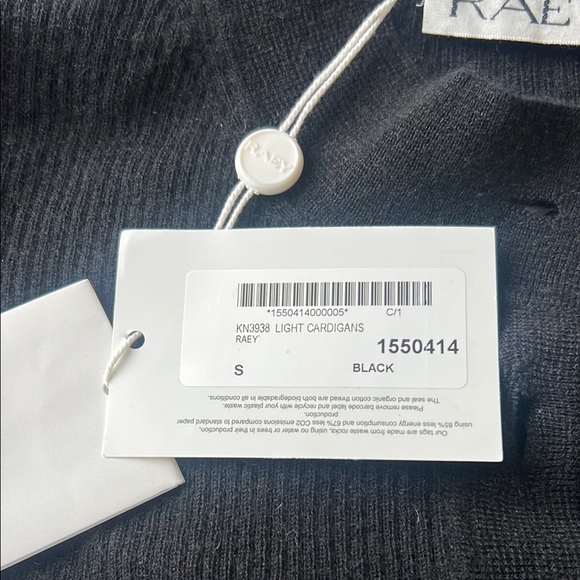 RAE
RAEY
*1550414000005* C/1
KN3938 LIGHT CARDIGANS
RAEY
1550414
S BLACK
Our tags are made from waste rocks, using no water or trees in their production,
using 85% less energy consumption and 67% less CO2 emissions compared to standard paper
production.
Please remove barcode label and recycle with your plastic waste.
The seal and organic cotton thread are both biodegradable in all conditions.